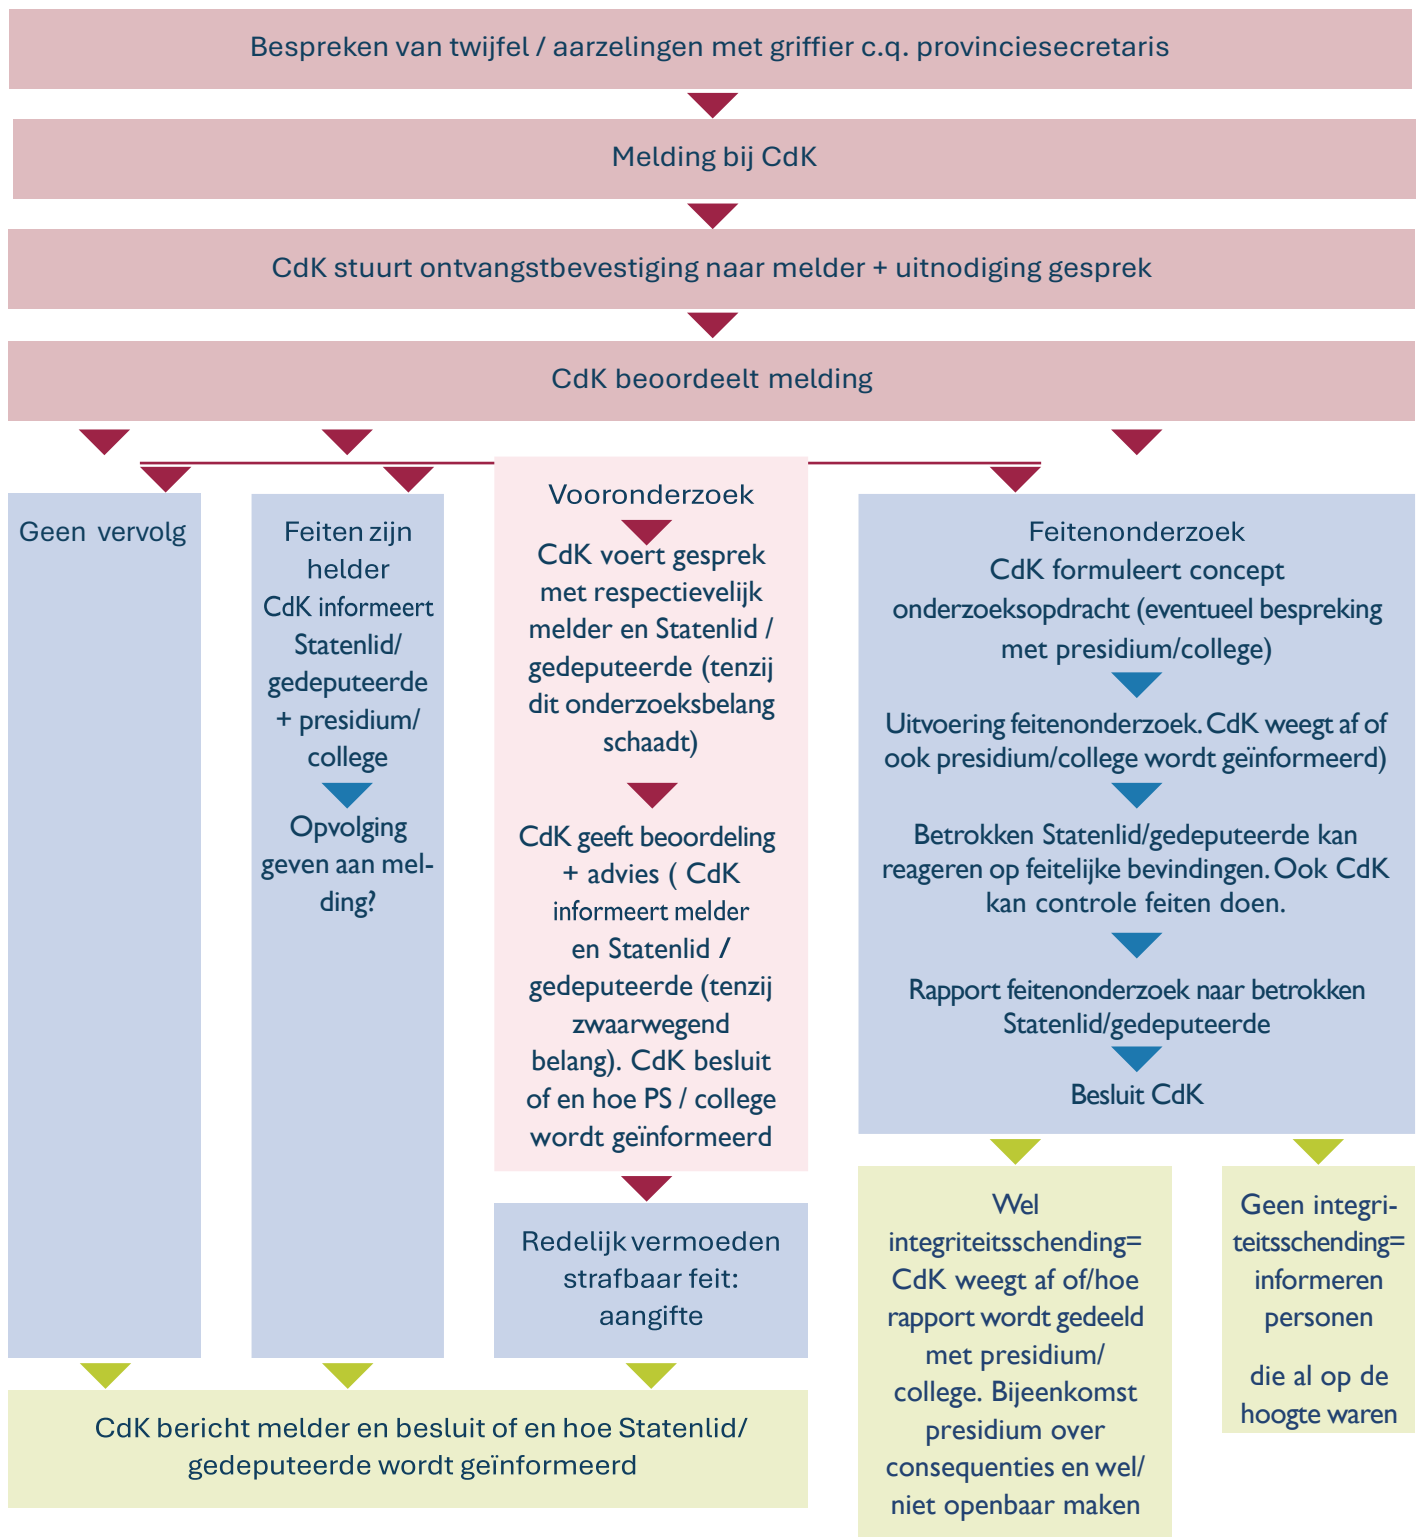 Bespreken van twijfel / aarzelingen met griffier c.q. provinciesecretaris
Melding bij CdK
CdK stuurt ontvangstbevestiging naar melder + uitnodiging gesprek
CdK beoordeelt melding
Geen vervolg
Feiten zijn
helder
CdK informeert
Statenlid/
gedeputeerde
+ presidium/
college
Opvolging
geven aan mel-
ding?
Vooronderzoek
CdK voert gesprek
met respectievelijk
melder en Statenlid /
gedeputeerde (tenzij
dit onderzoeksbelang
schaadt)
CdK geeft beoordeling
+ advies ( CdK
informeert melder
en Statenlid /
gedeputeerde (tenzij
zwaarwegend
belang). CdK besluit
of en hoe PS / college
wordt geïnformeerd
Redelijk vermoeden
strafbaar feit:
aangifte
Feitenonderzoek
CdK formuleert concept
onderzoeksopdracht (eventueel bespreking
met presidium/college)
Uitvoering feitenonderzoek. CdK weegt af of
ook presidium/college wordt geïnformeerd)
Betrokken Statenlid/gedeputeerde kan
reageren op feitelijke bevindingen. Ook CdK
kan controle feiten doen.
Rapport feitenonderzoek naar betrokken
Statenlid/gedeputeerde
Besluit CdK
Wel
integriteitsschending=
CdK weegt af of/hoe
rapport wordt gedeeld
met presidium/
college. Bijeenkomst
presidium over
consequenties en wel/
niet openbaar maken
Geen integri-
teitsschending=
informeren
personen
die al op de
hoogte waren
CdK bericht melder en besluit of en hoe Statenlid/
gedeputeerde wordt geïnformeerd